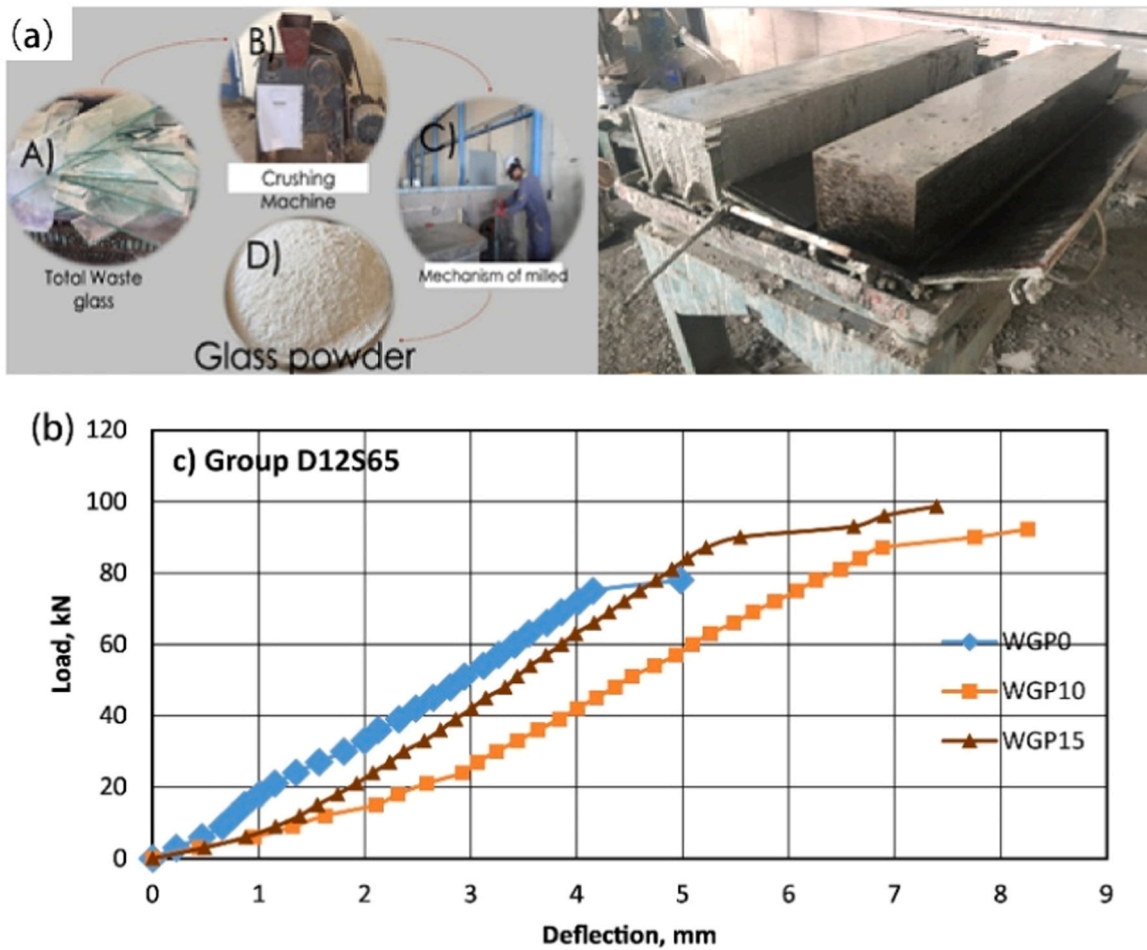 (a)
A)
B)
C)
D)
Crushing
Machine
Total Waste
glass
Mechanism of milled
Glass powder
(b)
c) Group D12S65
120
100
80
60
40
20
0
Load, kN
WGP0
WGP10
WGP15
0 1 2 3 4 5 6 7 8 9
Deflection, mm